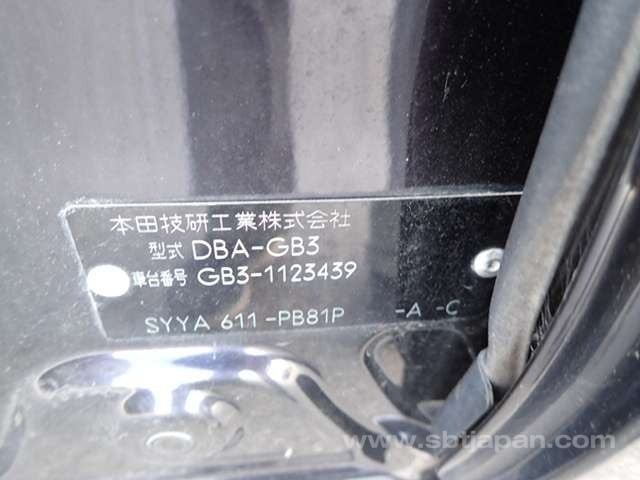 本田技研工業株式会社
型式 DBA-GB3
車台番号 GB3-1123439
SYYA 611 -PB81P -A -C
www.sbtjapan.com